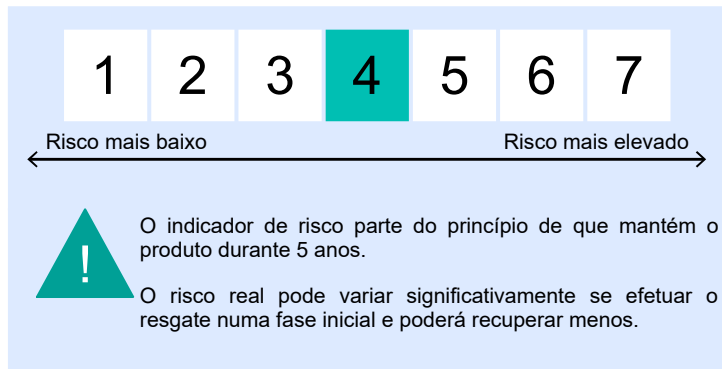 1 2 3 4 5 6 7
Risco mais baixo Risco mais elevado
!
O indicador de risco parte do princípio de que mantém o
produto durante 5 anos.
O risco real pode variar significativamente se efetuar o
resgate numa fase inicial e poderá recuperar menos.